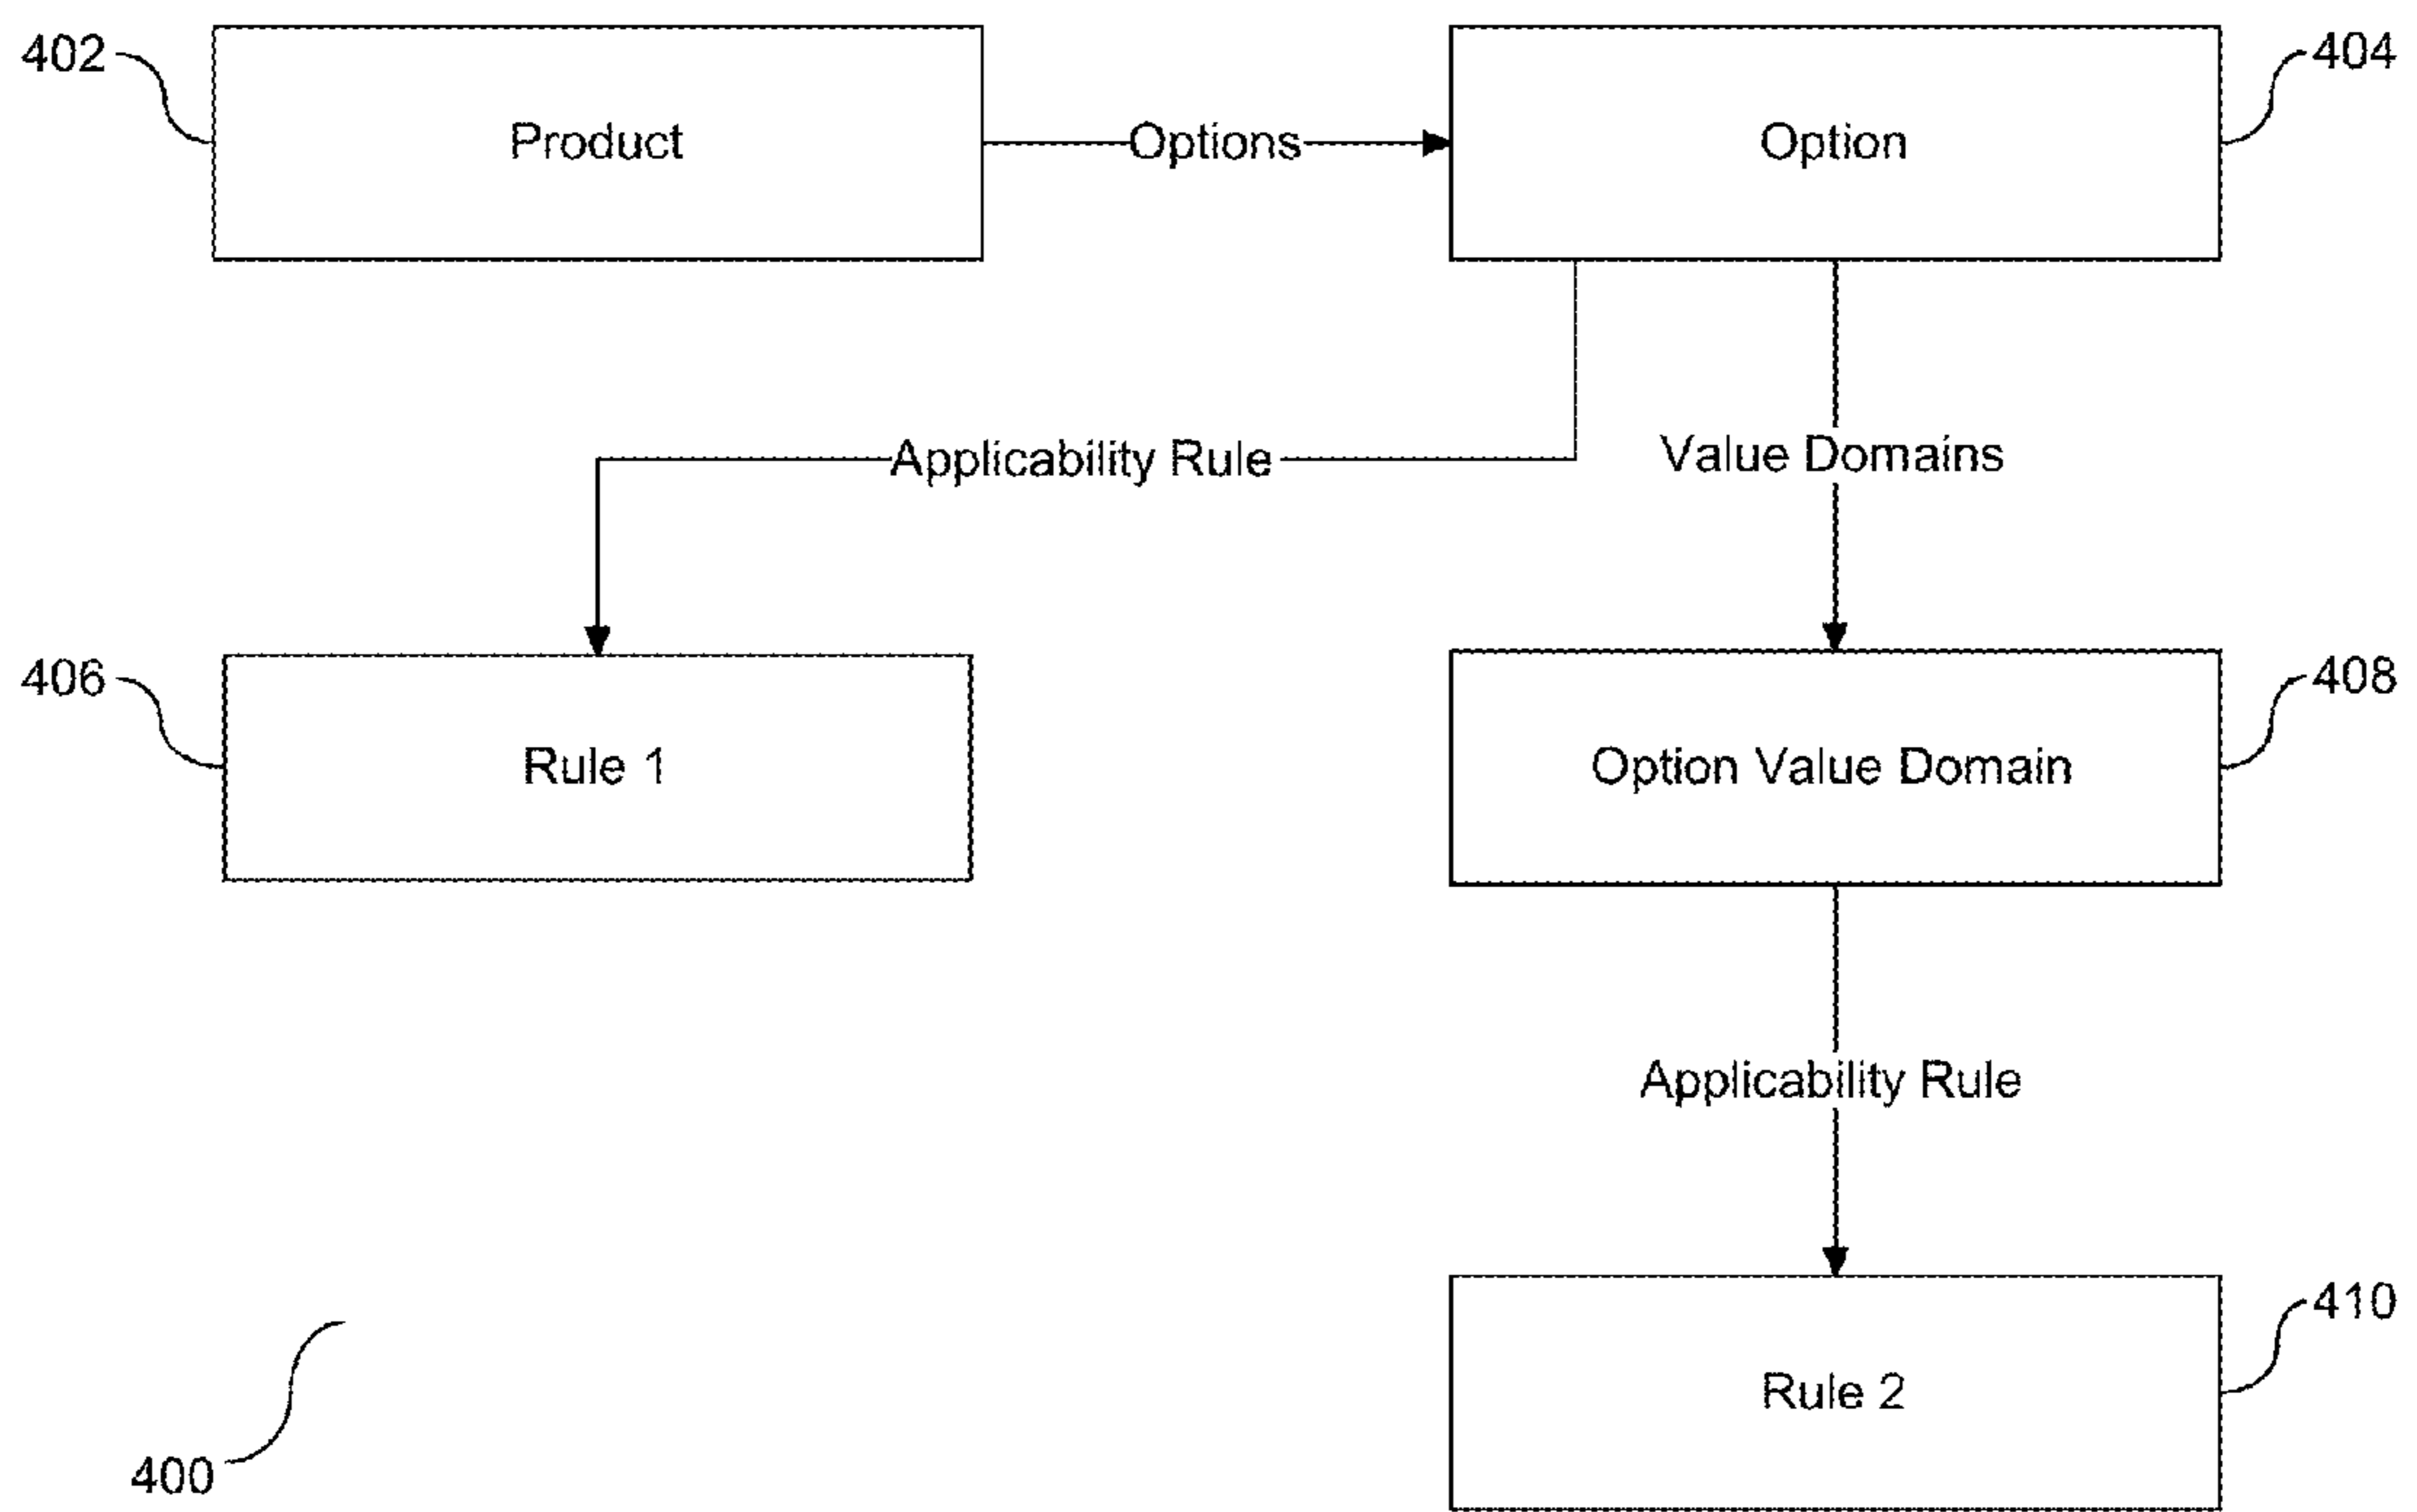 402
Product
Options
Option
404
Applicability Rule
Value Domains
406
Rule 1
Option Value Domain
408
Applicability Rule
Rule 2
410
400